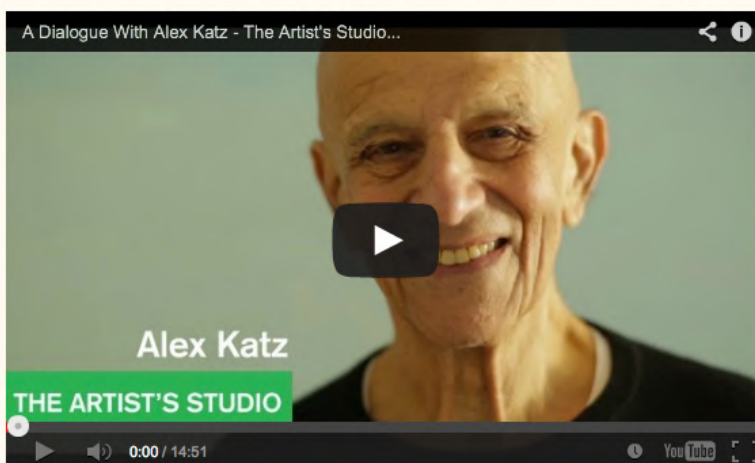 A Dialogue With Alex Katz - The Artist's Studio...
Alex Katz
THE ARTIST'S STUDIO
0:00 / 14:51
YouTube